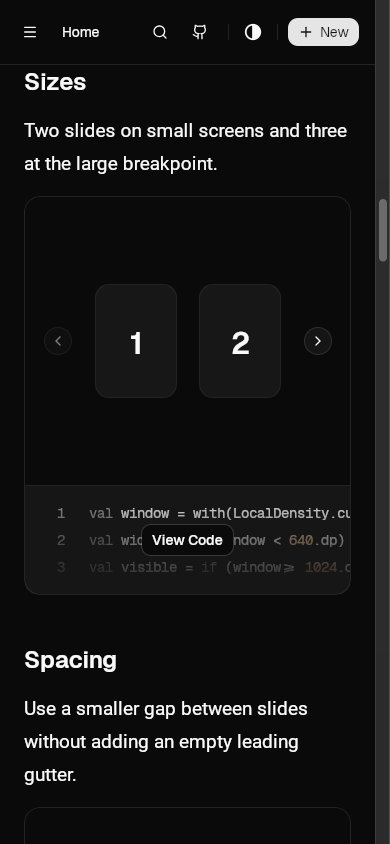 Home
New
Sizes
Two slides on small screens and three
at the large breakpoint.
1
2
1 val window = with(LocalDensity.cu
2 val wid
View Code
ndow < 640.dp)
3 val visible = if (window>= 1024.d
Spacing
Use a smaller gap between slides
without adding an empty leading
gutter.